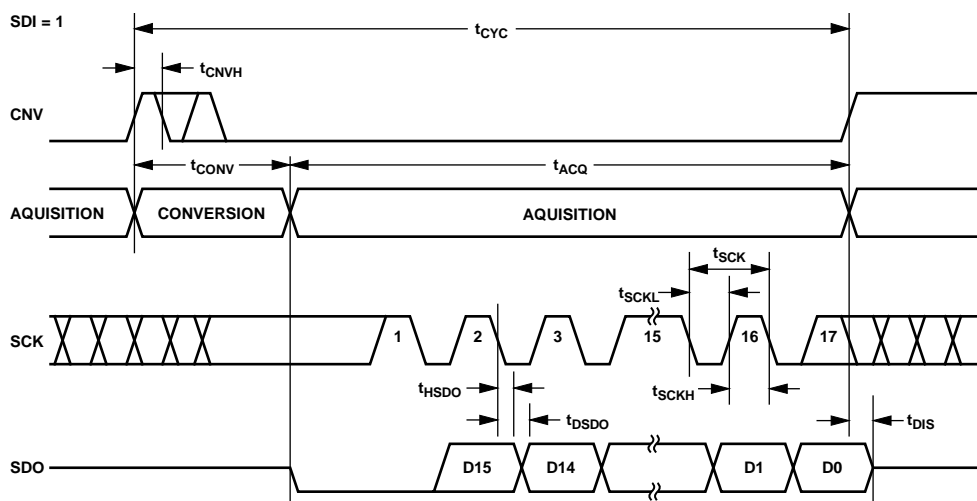 SDI = 1
tCYC
tCNVH
CNV
tCONV
tACQ
AQUISITION
CONVERSION
AQUISITION
tSCK
tSCKL
SCK
1
2
3
15
16
17
tHSDO
tSCKH
tDSDO
tDIS
SDO
D15
D14
D1
D0